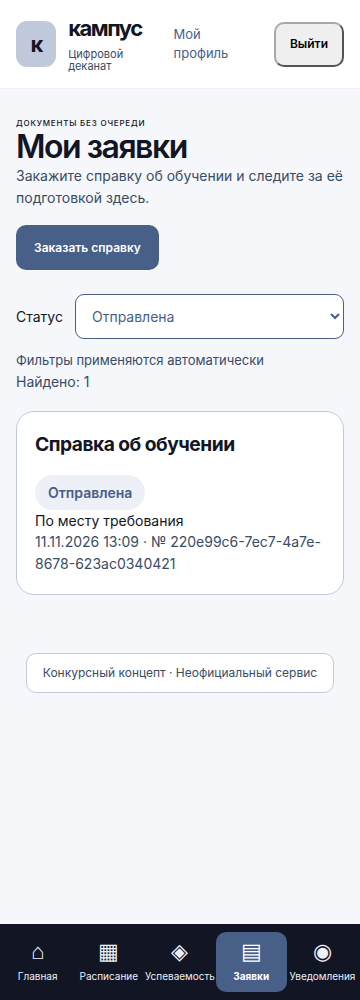 к
кампус
Цифровой
деканат
Мой
профиль
Выйти
ДОКУМЕНТЫ БЕЗ ОЧЕРЕДИ
Мои заявки
Закажите справку об обучении и следите за её
подготовкой здесь.
Заказать справку
Статус
Отправлена
Фильтры применяются автоматически
Найдено: 1
Справка об обучении
Отправлена
По месту требования
11.11.2026 13:09 · № 220e99c6-7ec7-4a7e-
8678-623ac0340421
Конкурсный концепт · Неофициальный сервис
Главная
Расписание
Успеваемость
Заявки
Уведомления